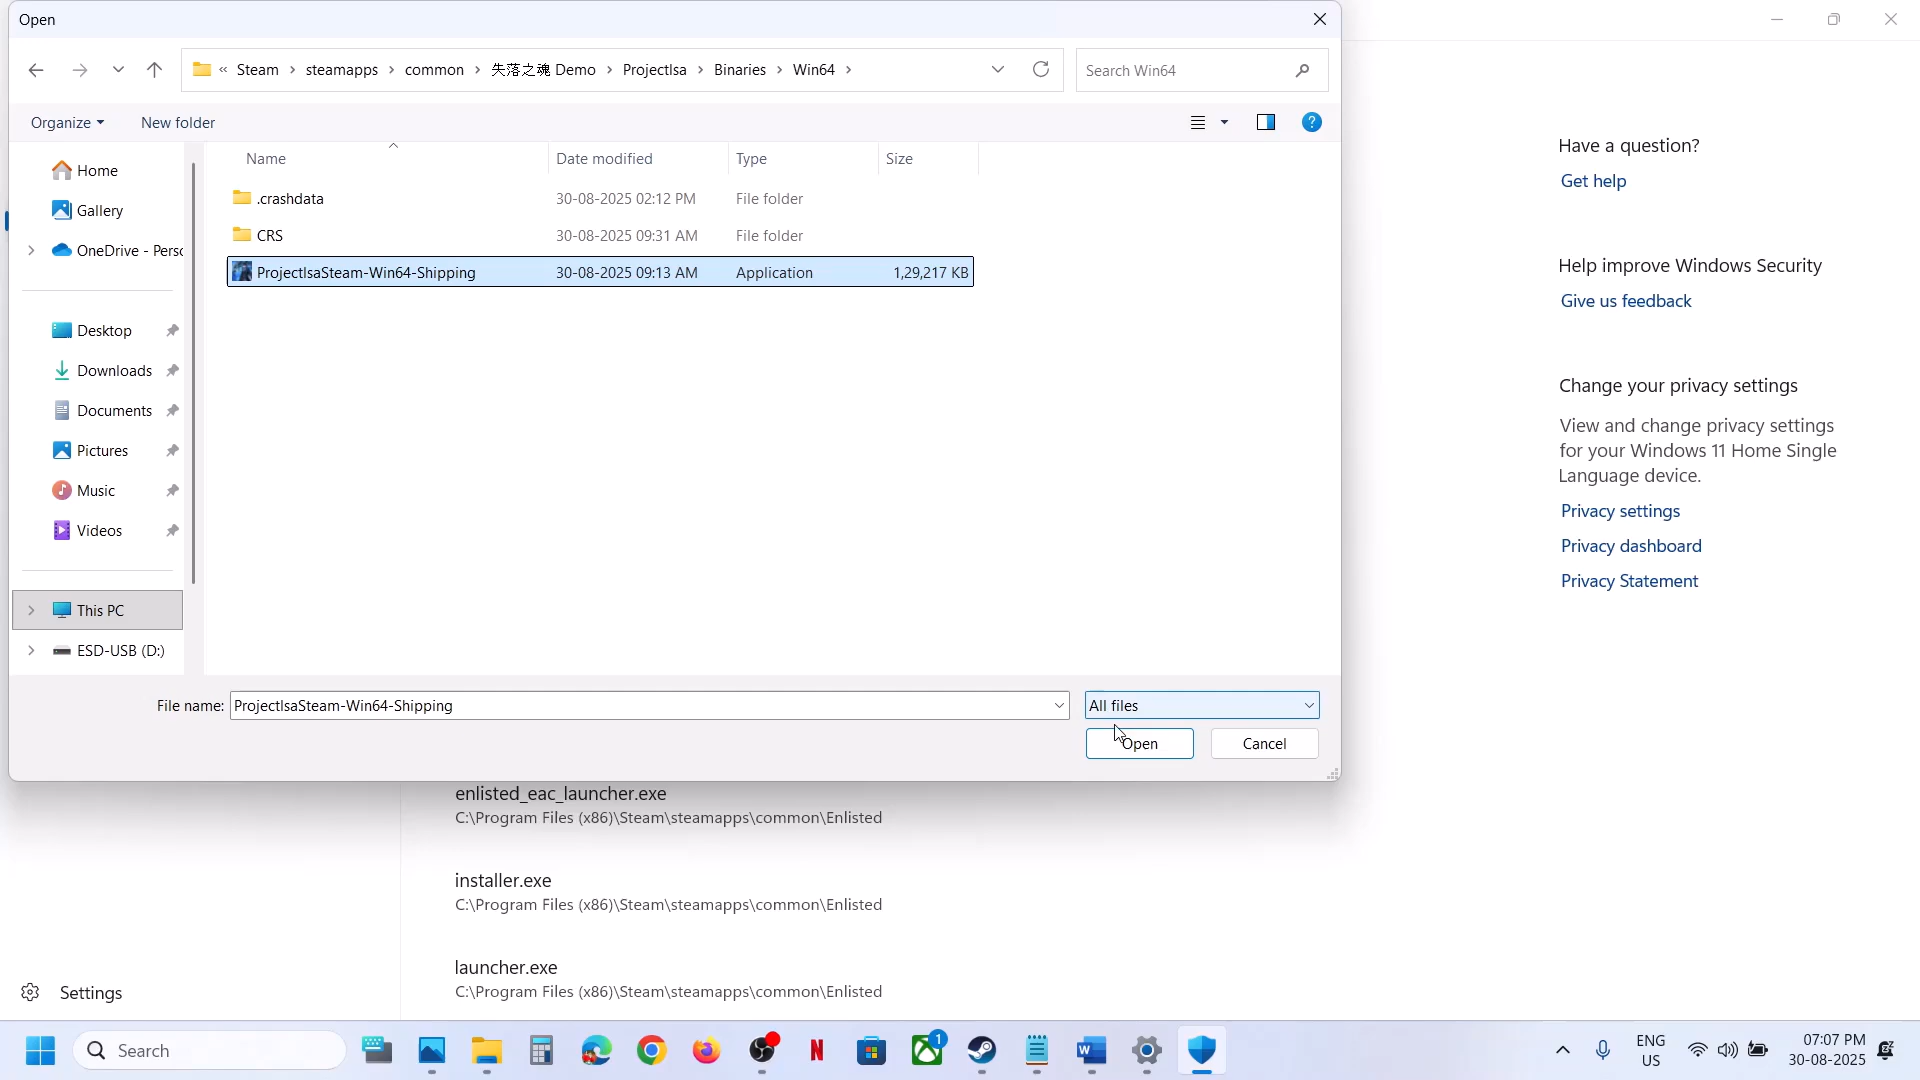 Open
« Steam › steamapps › common › 失落之魂 Demo › ProjectIsa › Binaries › Win64 ›
Search Win64
Organize
New folder
Home
Gallery
OneDrive - Perso
Desktop
Downloads
Documents
Pictures
Music
Videos
This PC
ESD-USB (D:)
Name Date modified Type Size
.crashdata 30-08-2025 02:12 PM File folder
CRS 30-08-2025 09:31 AM File folder
ProjectIsaSteam-Win64-Shipping 30-08-2025 09:13 AM Application 1,29,217 KB
File name: ProjectIsaSteam-Win64-Shipping
All files
Open
Cancel
enlisted_eac_launcher.exe
C:\Program Files (x86)\Steam\steamapps\common\Enlisted
installer.exe
C:\Program Files (x86)\Steam\steamapps\common\Enlisted
launcher.exe
C:\Program Files (x86)\Steam\steamapps\common\Enlisted
Settings
Have a question?
Get help
Help improve Windows Security
Give us feedback
Change your privacy settings
View and change privacy settings
for your Windows 11 Home Single
Language device.
Privacy settings
Privacy dashboard
Privacy Statement
Search
1
ENG
US
07:07 PM
30-08-2025